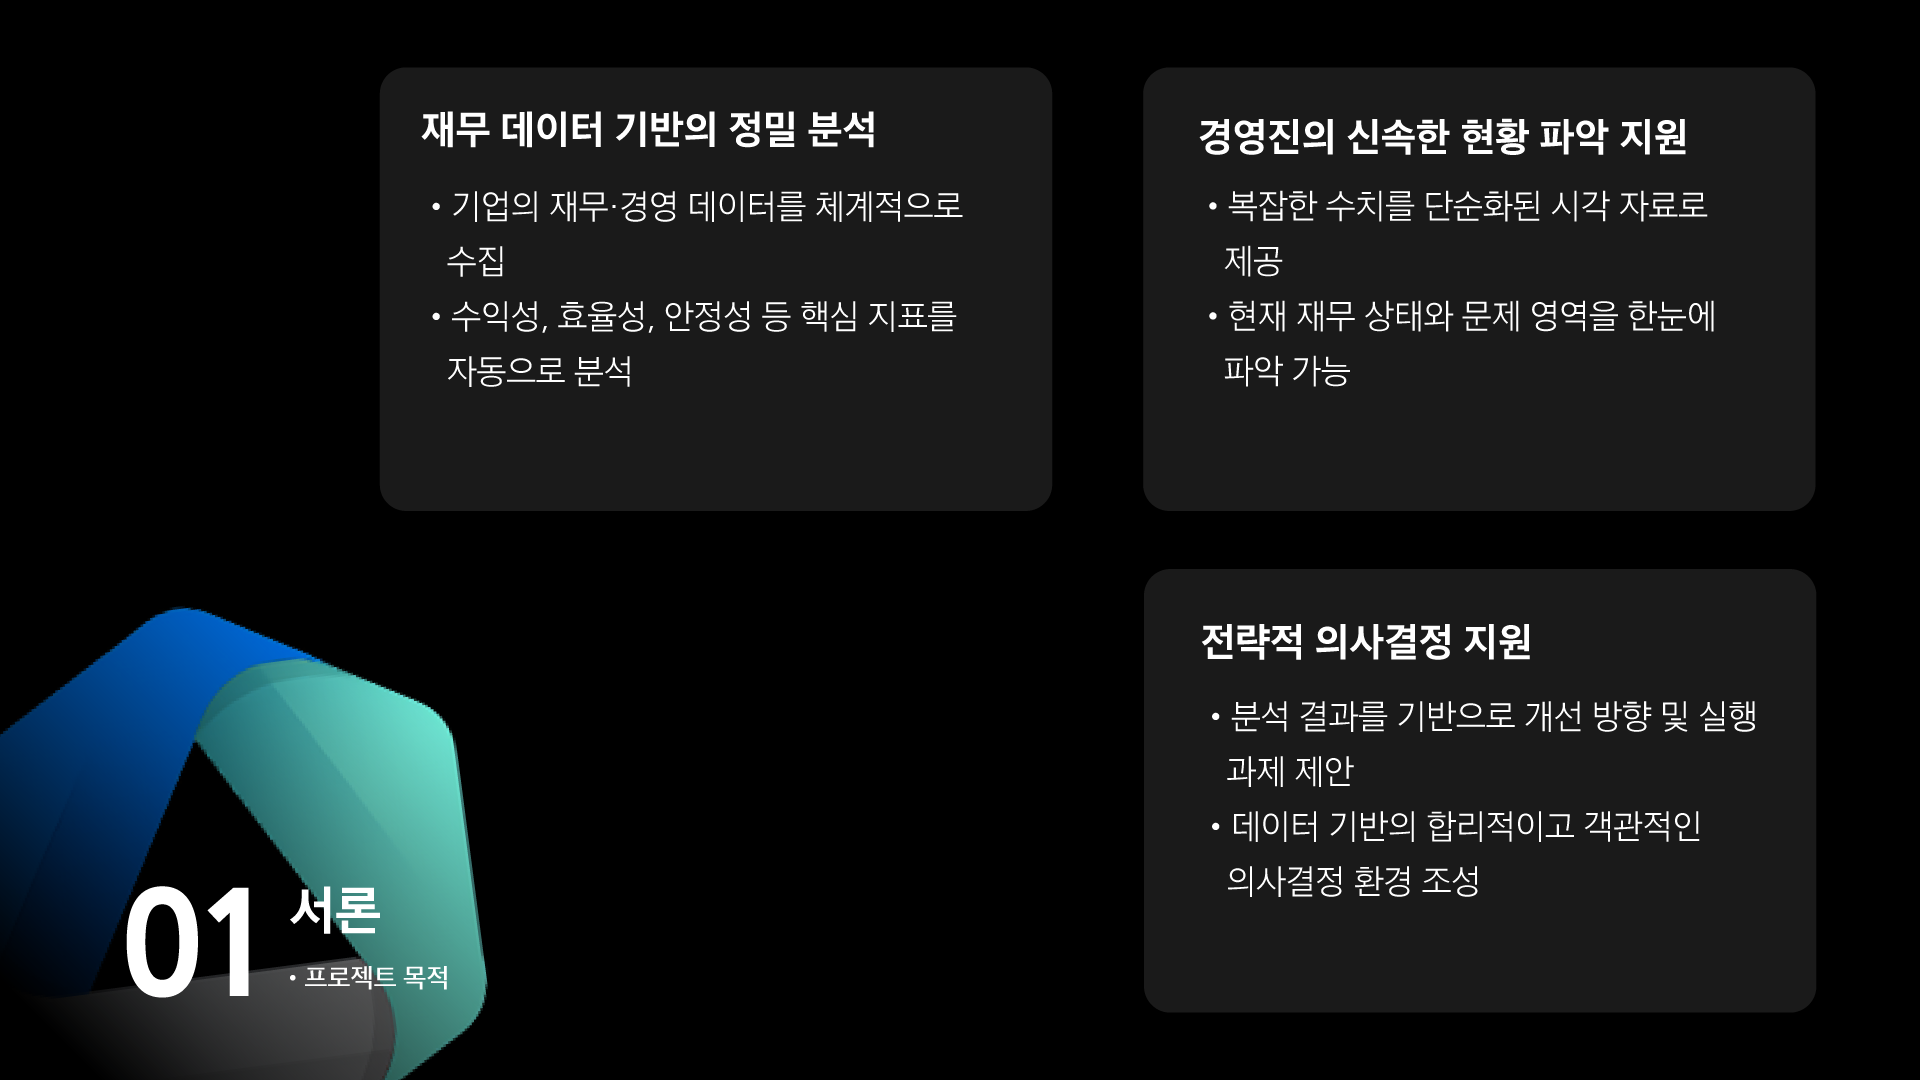 재무 데이터 기반의 정밀 분석
• 기업의 재무·경영 데이터를 체계적으로
수집
• 수익성, 효율성, 안정성 등 핵심 지표를
자동으로 분석
경영진의 신속한 현황 파악 지원
• 복잡한 수치를 단순화된 시각 자료로
제공
• 현재 재무 상태와 문제 영역을 한눈에
파악 가능
전략적 의사결정 지원
• 분석 결과를 기반으로 개선 방향 및 실행
과제 제안
• 데이터 기반의 합리적이고 객관적인
의사결정 환경 조성
01 서론
• 프로젝트 목적